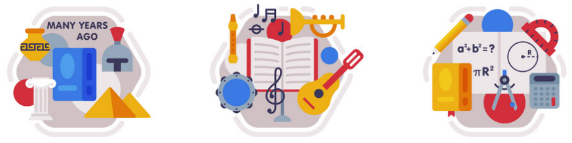 MANY YEARS
AGO
a²+b²=?
R
πR²